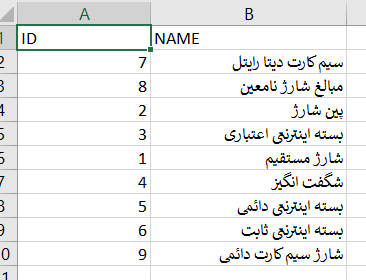 A B
1 ID NAME
2 7 سیم کارت دیتا رایتل
3 8 مبالغ شارژ نامعین
4 2 پین شارژ
5 3 بسته اینترنتی اعتباری
6 1 شارژ مستقیم
7 4 شگفت انگیز
8 5 بسته اینترنتی دائمی
9 6 بسته اینترنتی ثابت
10 9 شارژ سیم کارت دائمی